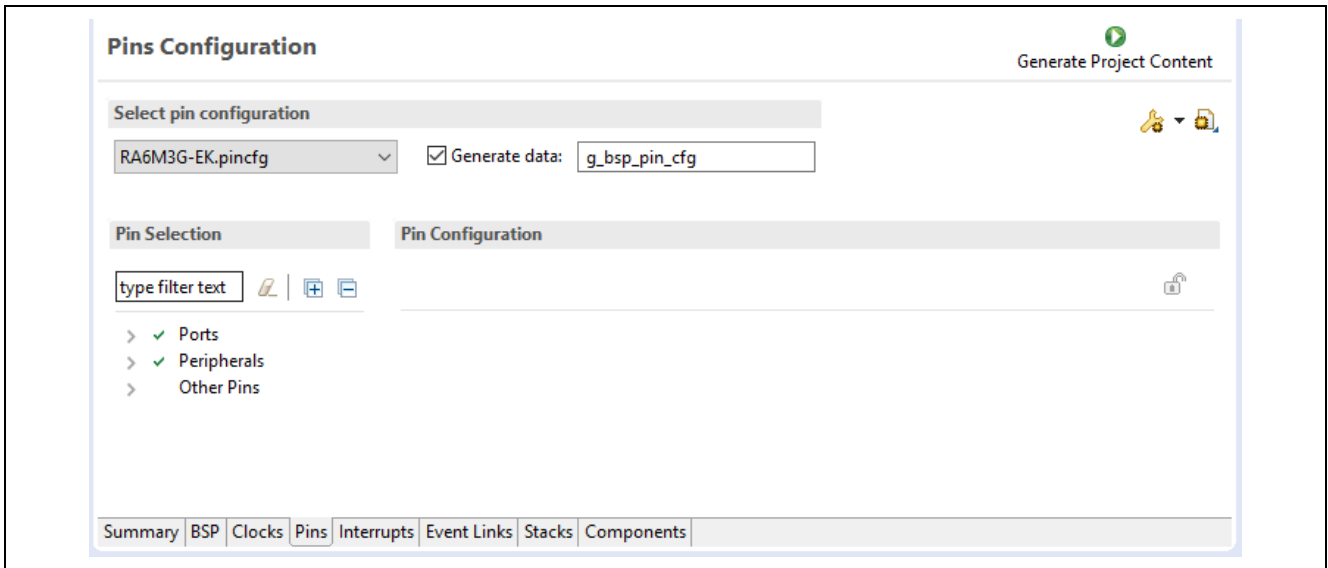 Pins Configuration
Generate Project Content
Select pin configuration
RA6M3G-EK.pincfg
Generate data:
g_bsp_pin_cfg
Pin Selection
Pin Configuration
type filter text
Ports
Peripherals
Other Pins
Summary BSP Clocks Pins Interrupts Event Links Stacks Components